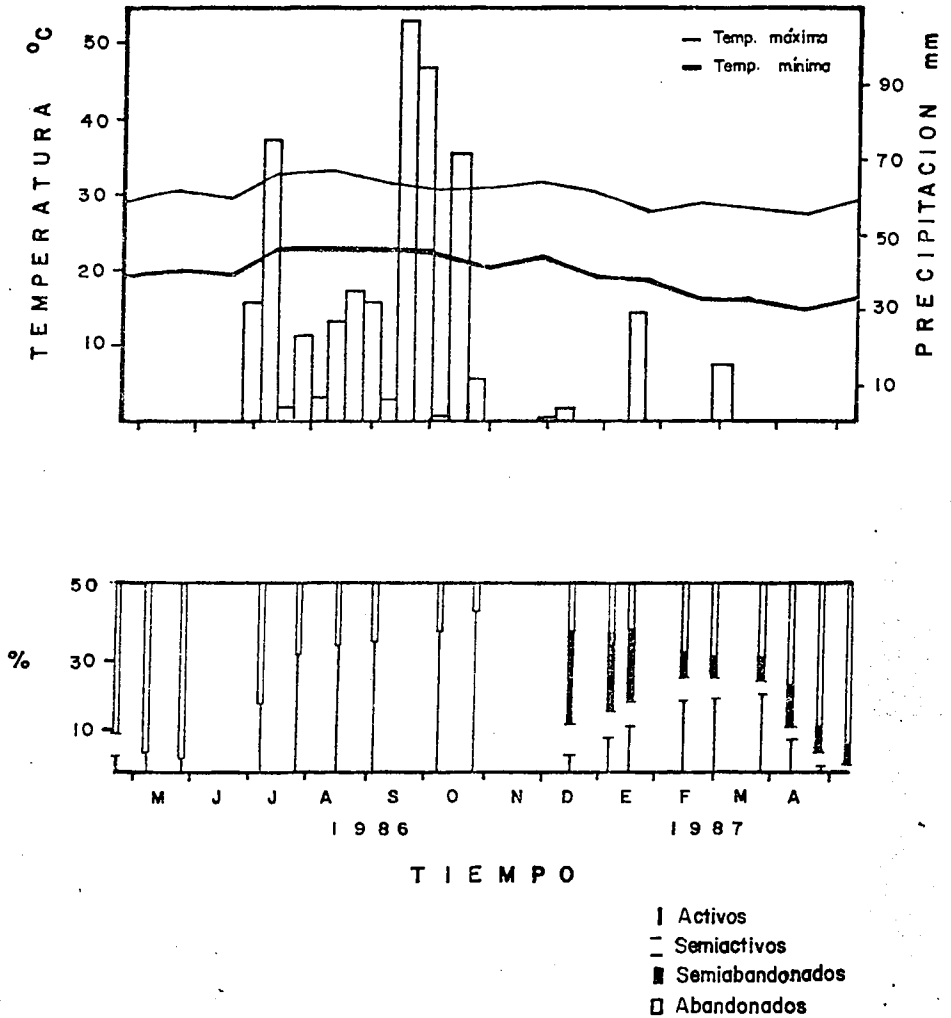 TEMPERATURA °C
50
40
30
20
10
Temp. máxima
Temp. mínima
PRECIPITACION mm
90
70
50
30
10
%
50
30
10
M J J A S O N D E F M A
1986 1987
TIEMPO
Activos
Semiactivos
Semiabandonados
Abandonados